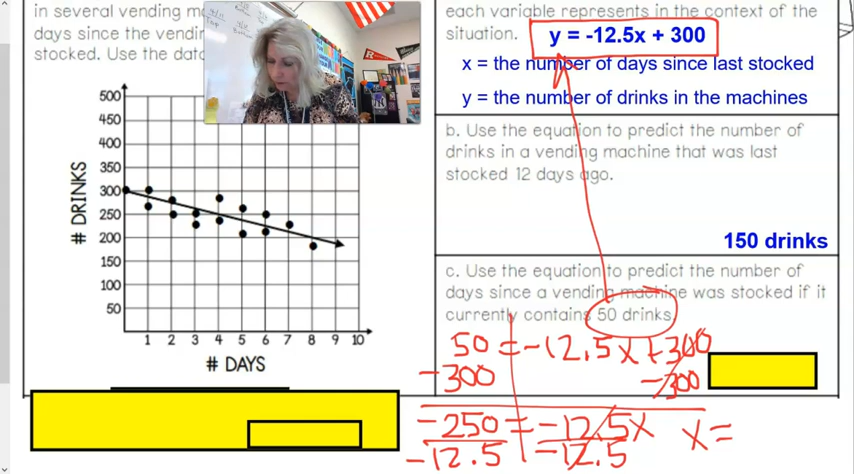 in several vending
days since the vendin
stocked. Use the data
500
450
400
350
300
250
200
150
100
50
# DRINKS
1 2 3 4 5 6 7 8 9 10
# DAYS
each variable represents in the context of the
situation. y = -12.5x + 300
x = the number of days since last stocked
y = the number of drinks in the machines
b. Use the equation to predict the number of
drinks in a vending machine that was last
stocked 12 days ago.
150 drinks
c. Use the equation to predict the number of
days since a vending machine was stocked if it
currently contains 50 drinks.
50 = -12.5x + 300
-300 -300
-250 = -12.5x x =
-12.5 -12.5